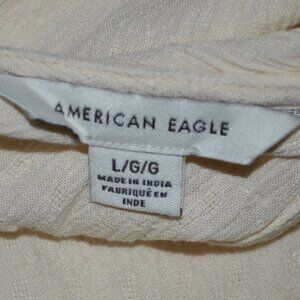 AMERICAN EAGLE
L/G/G
MADE IN INDIA
FABRIQUÉ EN
INDE